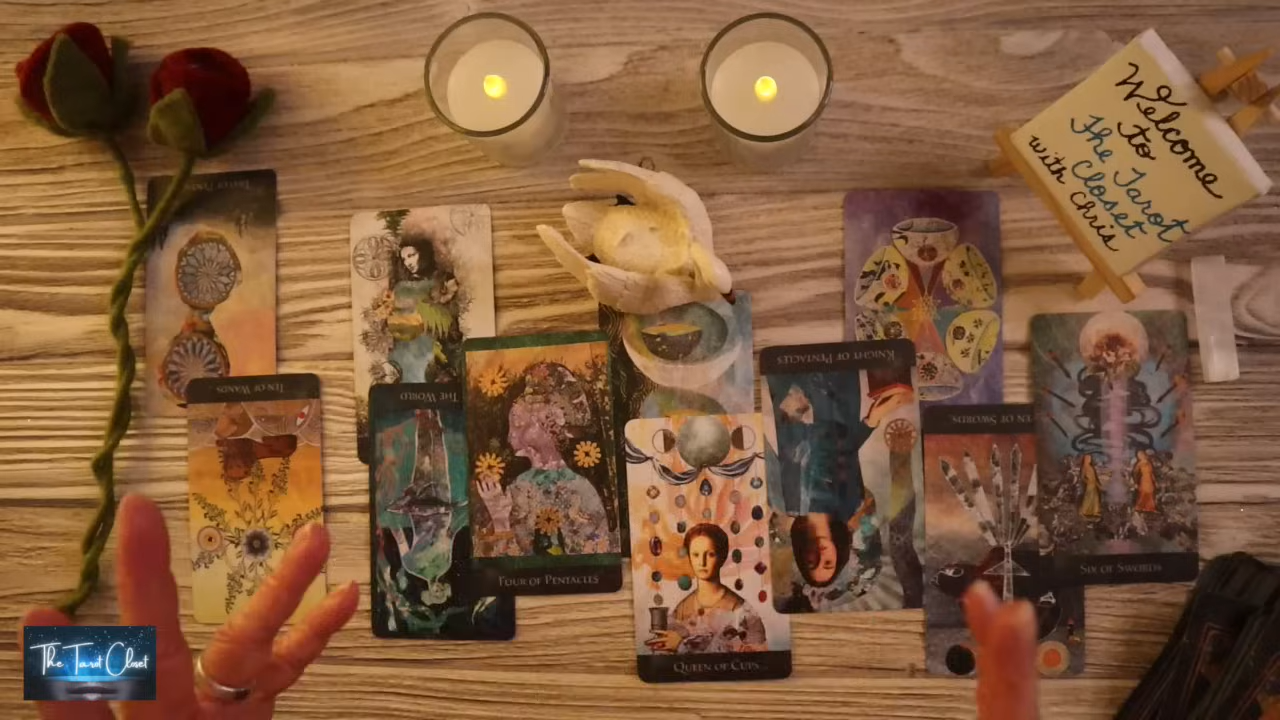 Welcome
to
The Tarot
Closet
with Chris
TEN OF WANDS
THE WORLD
FOUR OF PENTACLES
QUEEN OF CUPS
KNIGHT OF PENTACLES
OF SWORDS
SIX OF SWORDS
The Tarot Closet